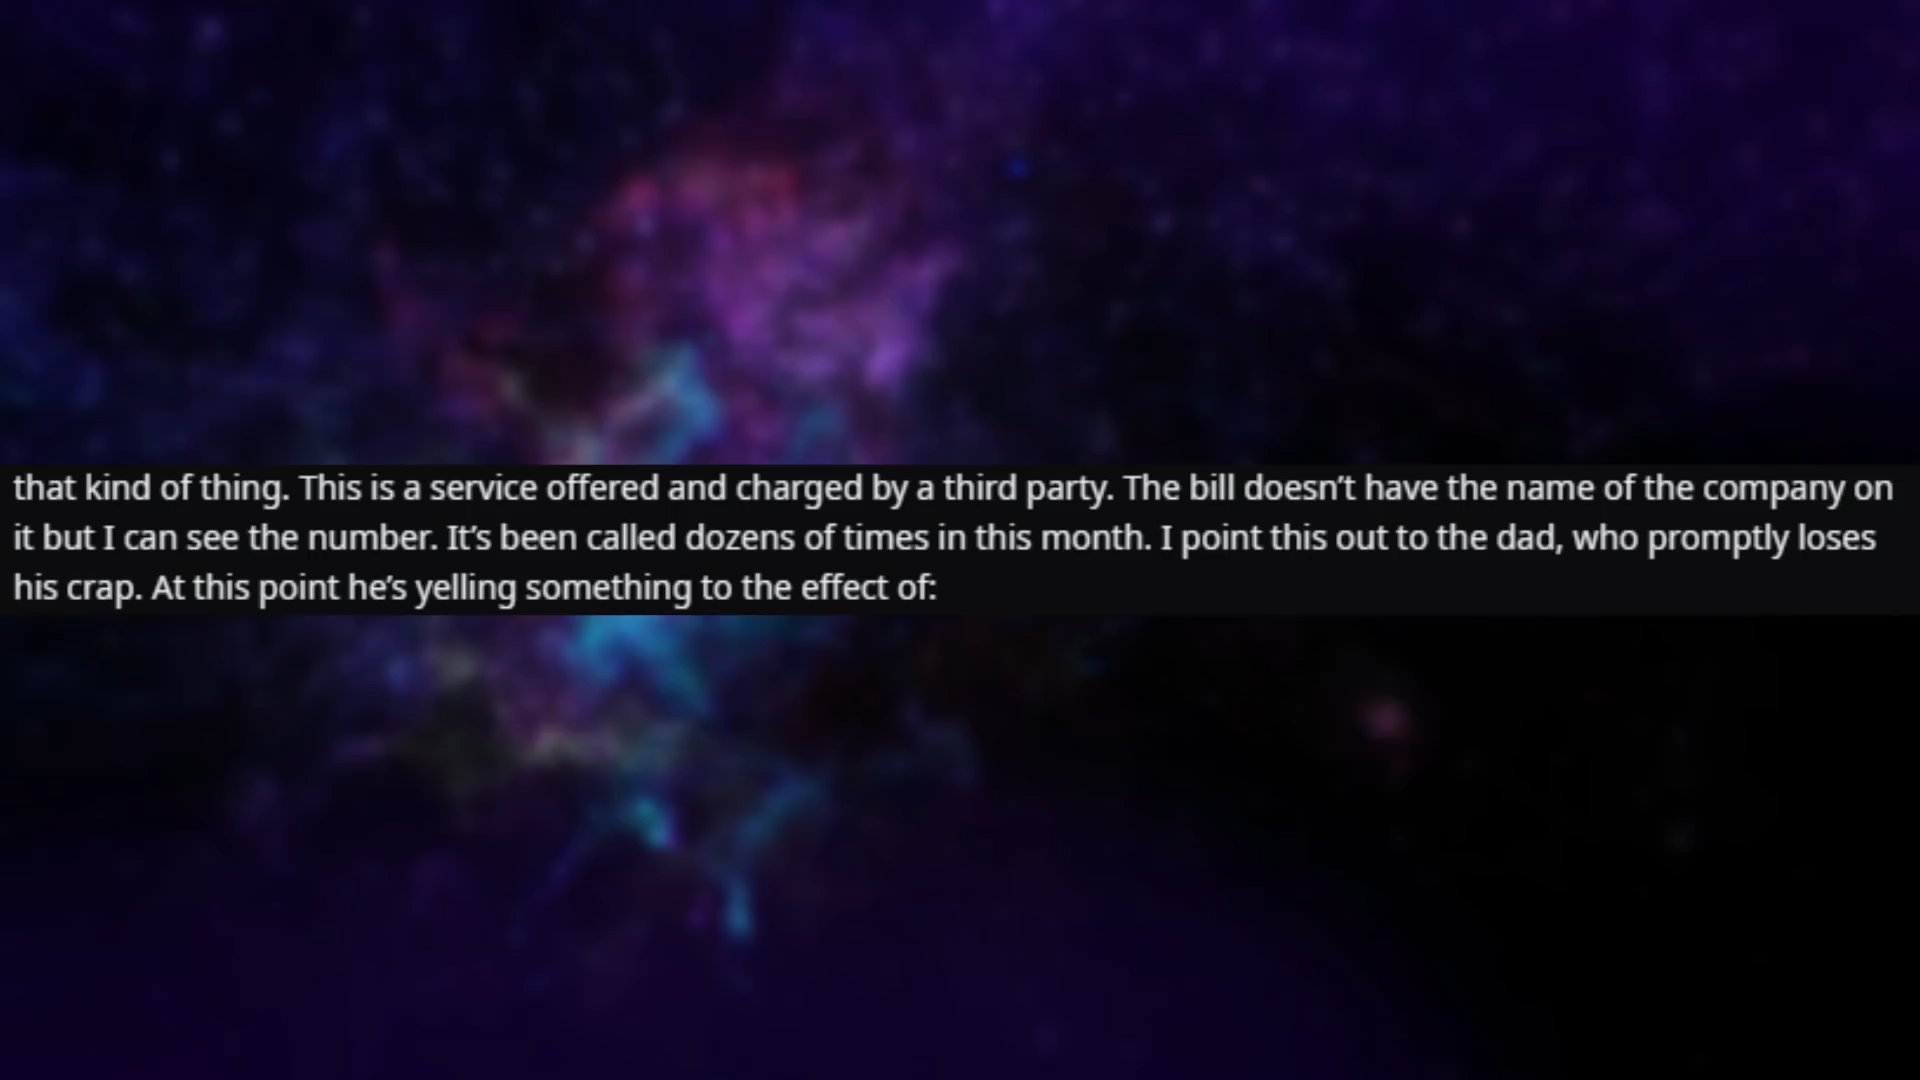 that kind of thing. This is a service offered and charged by a third party. The bill doesn’t have the name of the company on
it but I can see the number. It’s been called dozens of times in this month. I point this out to the dad, who promptly loses
his crap. At this point he’s yelling something to the effect of: